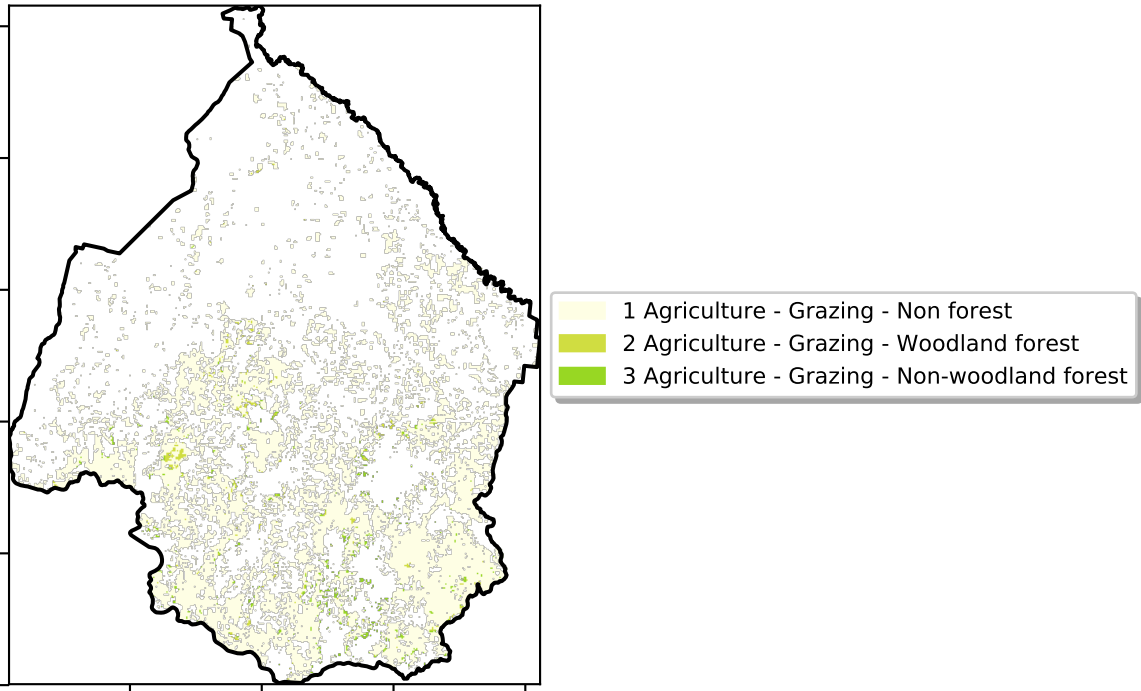 1 Agriculture - Grazing - Non forest
2 Agriculture - Grazing - Woodland forest
3 Agriculture - Grazing - Non-woodland forest